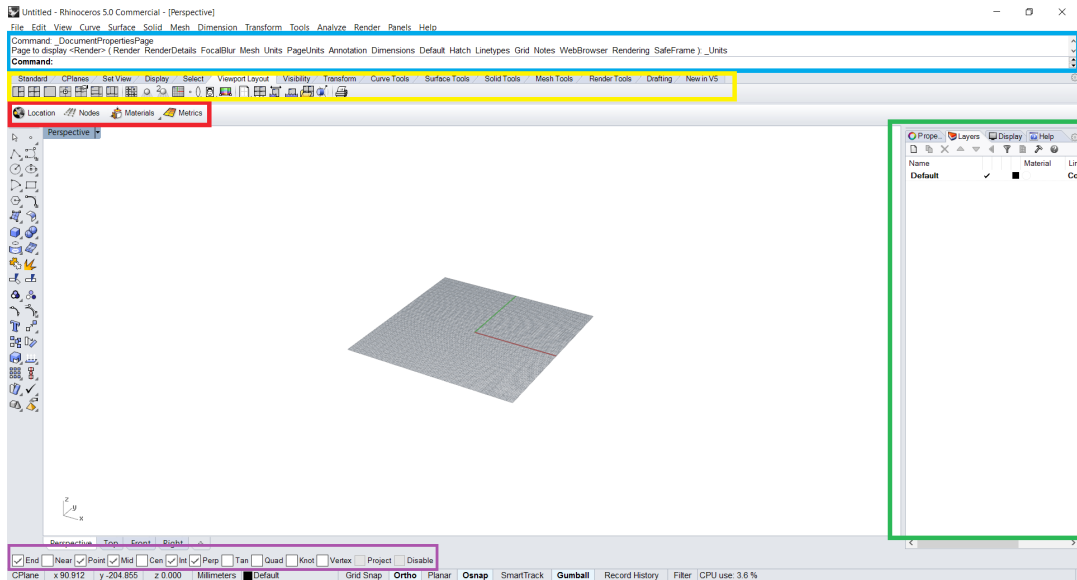 Untitled - Rhinoceros 5.0 Commercial - [Perspective]
File Edit View Curve Surface Solid Mesh Dimension Transform Tools Analyze Render Panels Help
Command: _DocumentPropertiesPage
Page to display <Render> ( Render RenderDetails FocalBlur Mesh Units PageUnits Annotation Dimensions Default Hatch Linetypes Grid Notes WebBrowser Rendering SafeFrame ): _Units
Command:
Standard CPlanes Set View Display Select Viewport Layout Visibility Transform Curve Tools Surface Tools Solid Tools Mesh Tools Render Tools Drafting New in V5
Location Nodes Materials Metrics
Perspective
Prope... Layers Display Help
Name Material Lin
Default Co
z
y
x
Perspective Top Front Right
End Near Point Mid Cen Int Perp Tan Quad Knot Vertex Project Disable
CPlane x 90.912 y -204.855 z 0.000 Millimeters Default Grid Snap Ortho Planar Osnap SmartTrack Gumball Record History Filter CPU use: 3.6 %